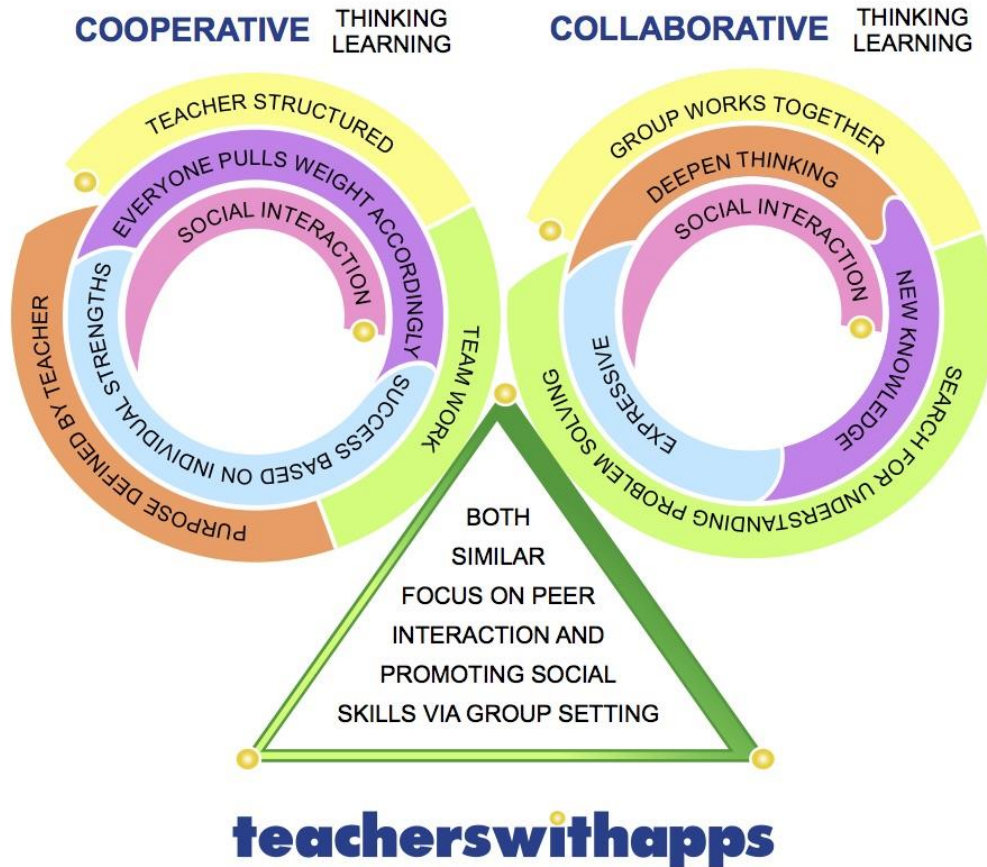 COOPERATIVE THINKING LEARNING
TEACHER STRUCTURED
EVERYONE PULLS WEIGHT ACCORDINGLY
SOCIAL INTERACTION
TEAM WORK
SUCCESS BASED ON INDIVIDUAL STRENGTHS
PURPOSE DEFINED BY TEACHER
COLLABORATIVE THINKING LEARNING
GROUP WORKS TOGETHER
DEEPEN THINKING
SOCIAL INTERACTION
NEW KNOWLEDGE
EXPRESSIVE
SEARCH FOR UNDERSTANDING PROBLEM SOLVING
BOTH
SIMILAR
FOCUS ON PEER
INTERACTION AND
PROMOTING SOCIAL
SKILLS VIA GROUP SETTING
teacherswithapps